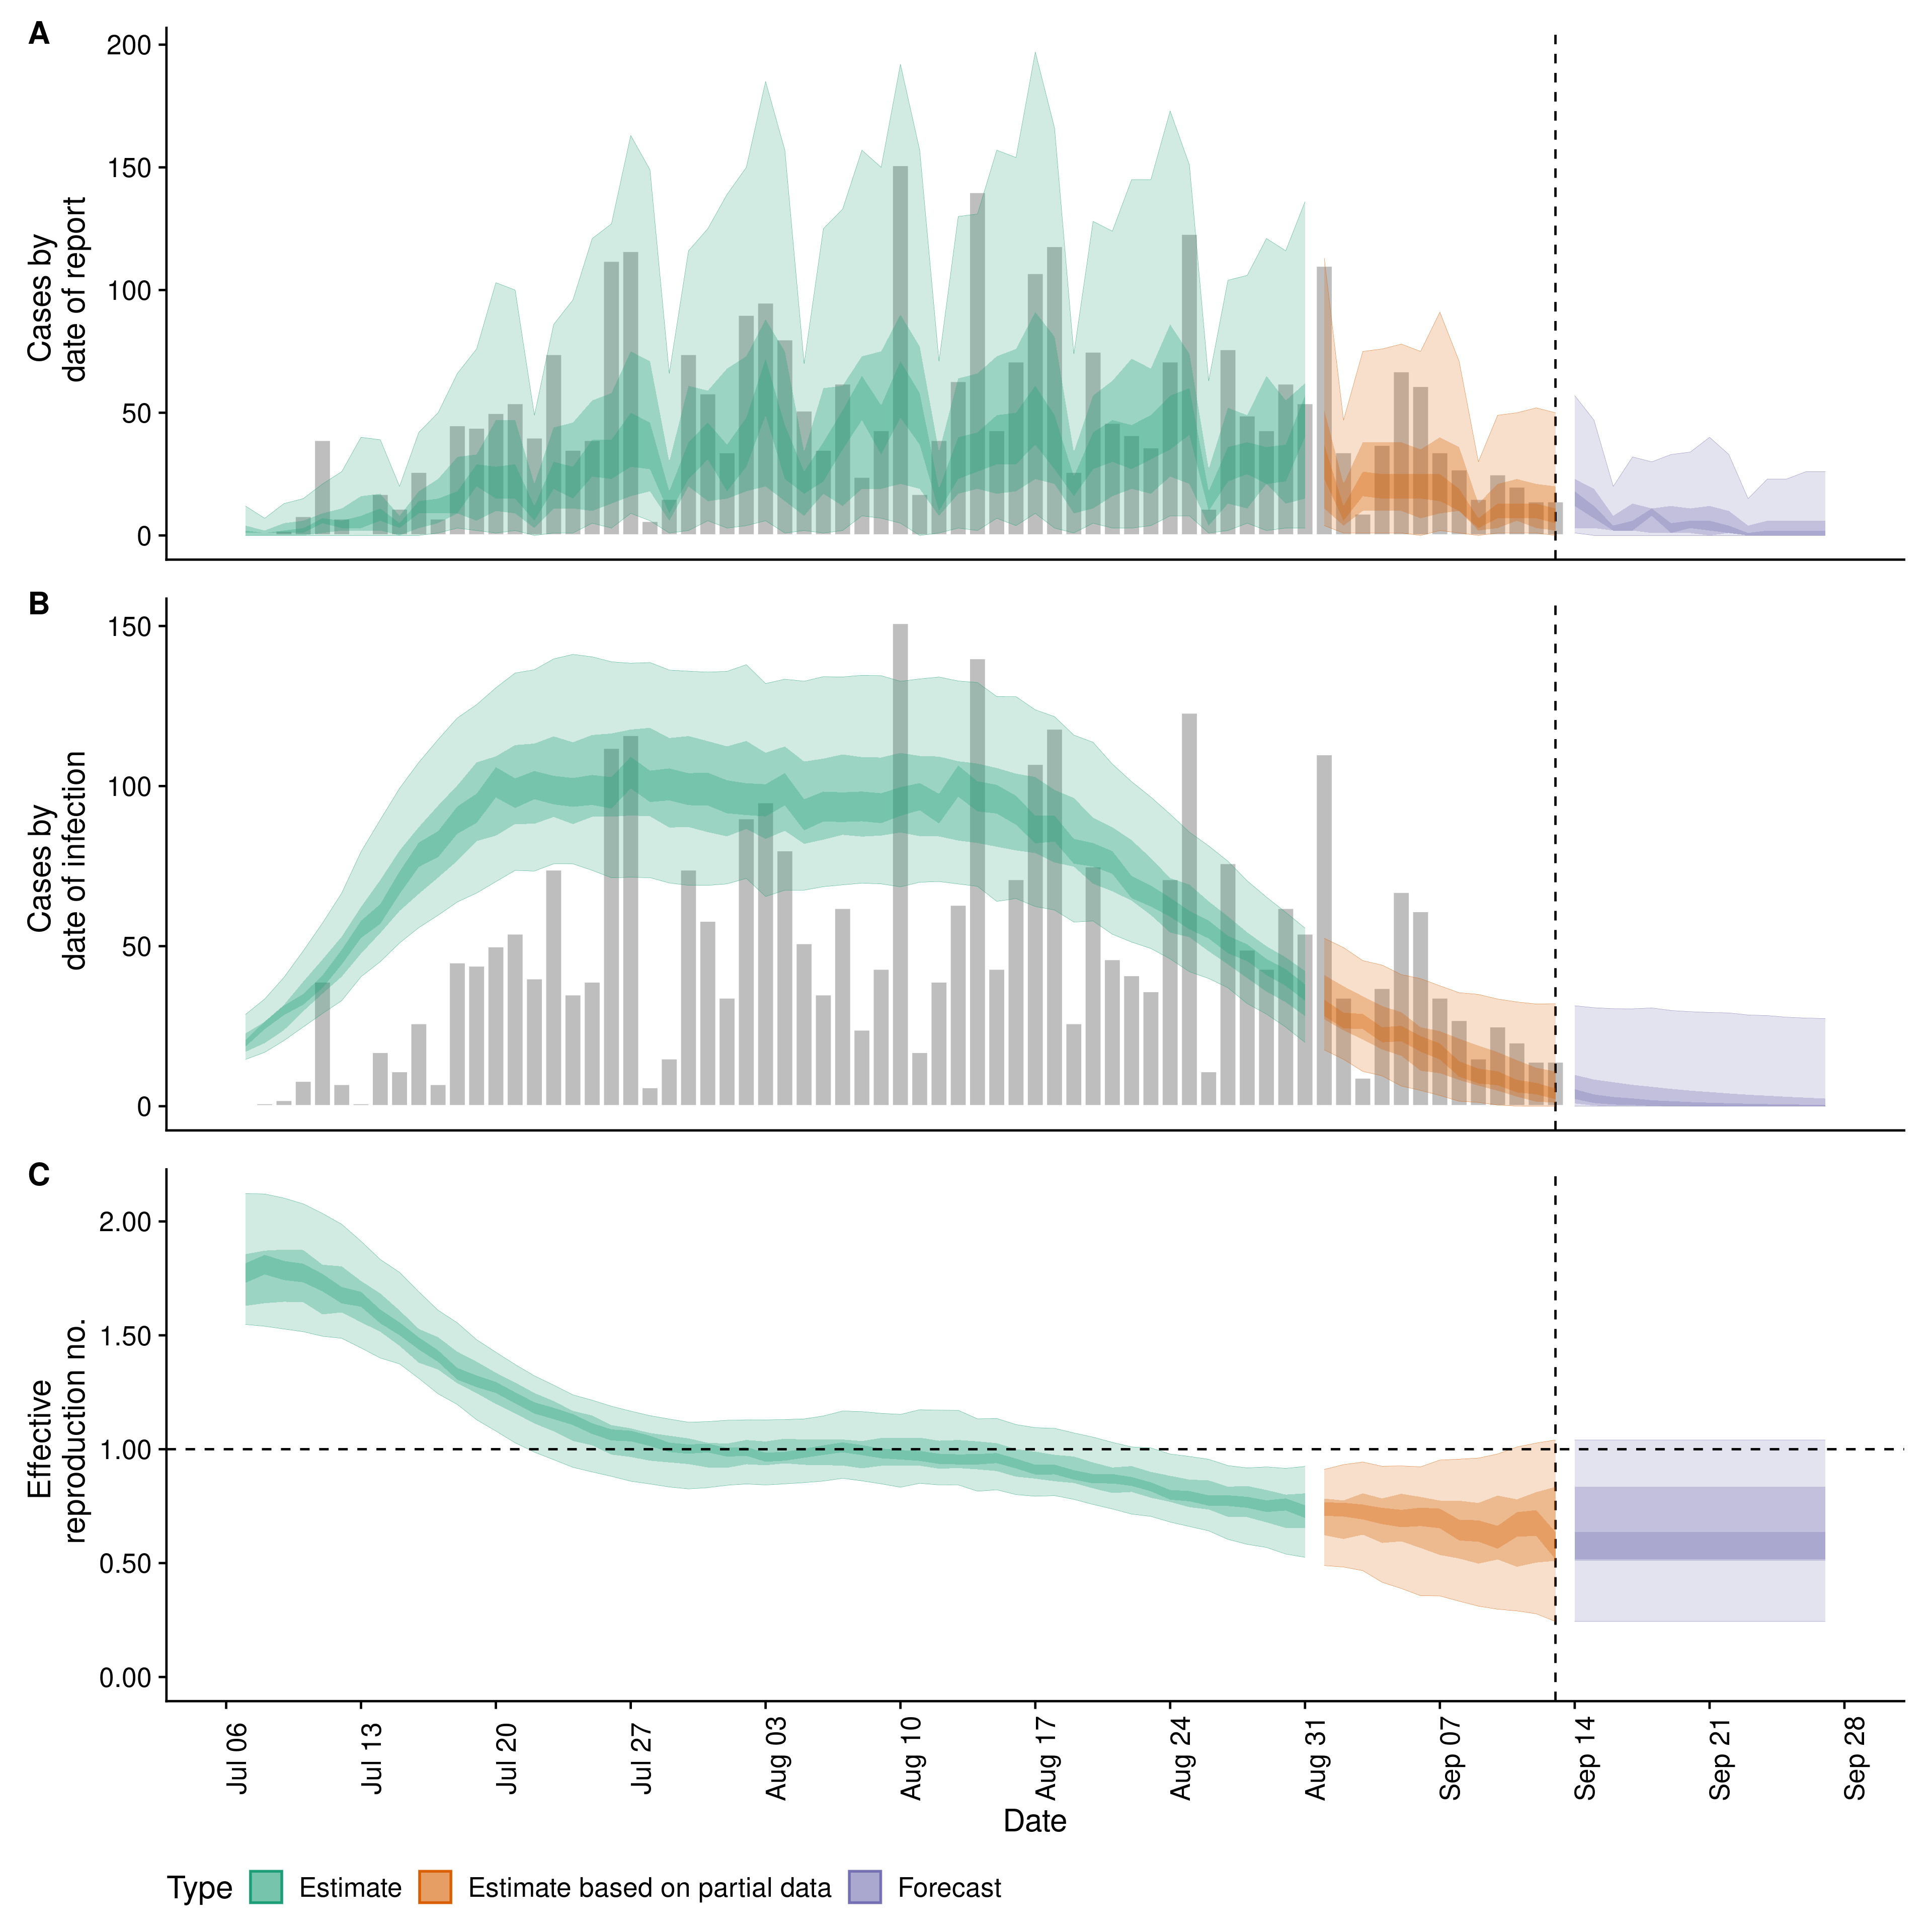 A
200
150
100
50
0
Cases by
date of report
B
150
100
50
0
Cases by
date of infection
C
2.00
1.50
1.00
0.50
0.00
Effective
reproduction no.
Jul 06
Jul 13
Jul 20
Jul 27
Aug 03
Aug 10
Aug 17
Aug 24
Aug 31
Sep 07
Sep 14
Sep 21
Sep 28
Date
Type Estimate Estimate based on partial data Forecast